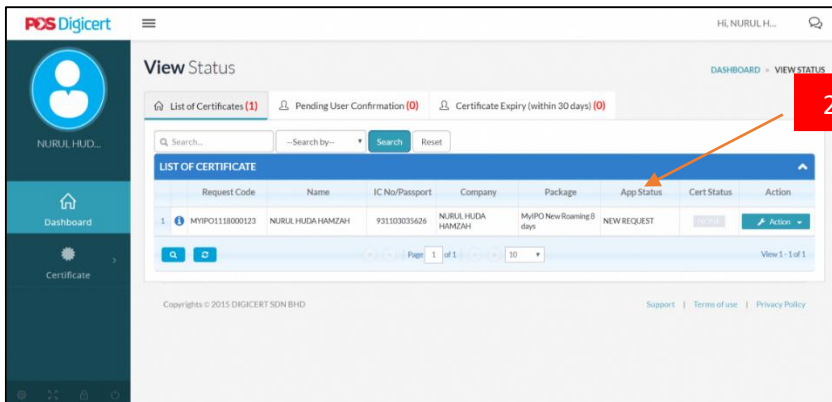 POS Digicert
Hi, NURUL H...
NURUL HUD...
Dashboard
Certificate
View Status
DASHBOARD » VIEW STATUS
List of Certificates (1)
Pending User Confirmation (0)
Certificate Expiry (within 30 days) (0)
2
Search...
--Search by--
Search
Reset
LIST OF CERTIFICATE
Request Code Name IC No/Passport Company Package App Status Cert Status Action
1 MYIPO1118000123 NURUL HUDA HAMZAH 931103035626 NURUL HUDA HAMZAH MyIPO New Roaming 8 days NEW REQUEST NONE Action
Page 1 of 1 10 View 1 - 1 of 1
Copyrights © 2015 DIGICERT SDN BHD
Support | Terms of use | Privacy Policy